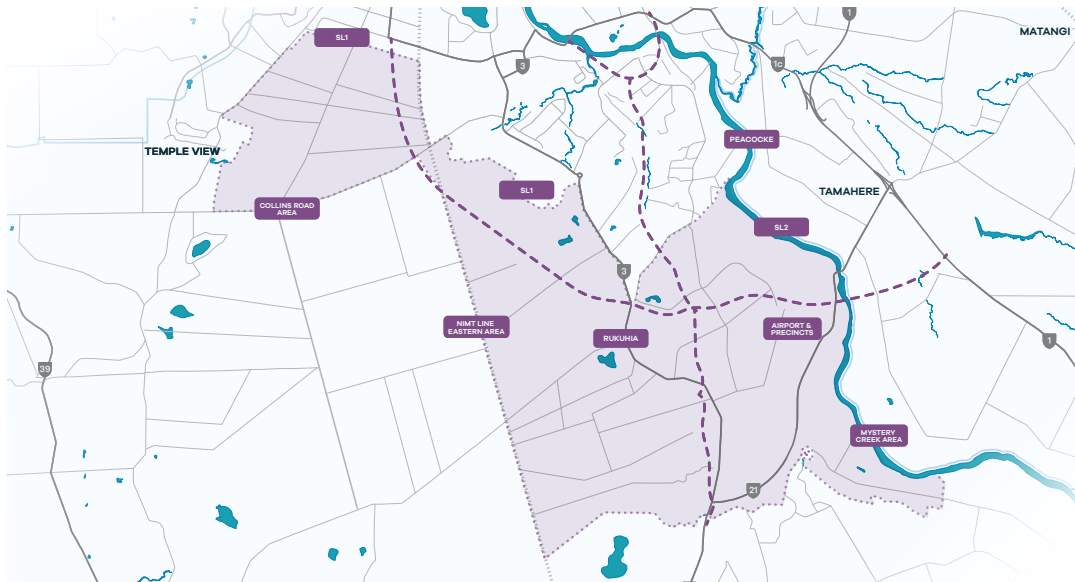 SL1
1
MATANGI
3
1c
PEACOCKE
TEMPLE VIEW
SL1
TAMAHERE
COLLINS ROAD
AREA
SL2
3
NIMT LINE
EASTERN AREA
RUKUHIA
AIRPORT &
PRECINCTS
1
39
MYSTERY
CREEK AREA
21